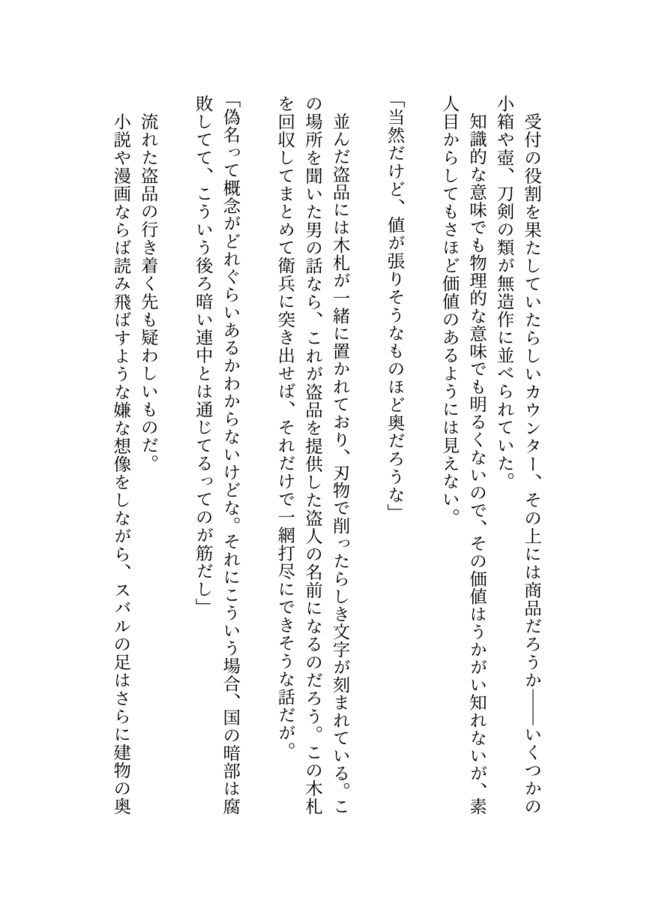 受付の役割を果たしていたらしいカウンター、その上には商品だろうか――いくつかの
小箱や壺、刀剣の類が無造作に並べられていた。
　知識的な意味でも物理的な意味でも明るくないので、その価値はうかがい知れないが、素
人目からしてもさほど価値のあるようには見えない。
「当然だけど、値が張りそうなものほど奥だろうな」
　並んだ盗品には木札が一緒に置かれており、刃物で削ったらしき文字が刻まれている。こ
の場所を聞いた男の話なら、これが盗品を提供した盗人の名前になるのだろう。この木札
を回収してまとめて衛兵に突き出せば、それだけで一網打尽にできそうな話だが。
「偽名って概念がどれぐらいあるかわからないけどな。それにこういう場合、国の暗部は腐
敗してて、こういう後ろ暗い連中とは通じてるってのが筋だし」
　流れた盗品の行き着く先も疑わしいものだ。
　小説や漫画ならば読み飛ばすような嫌な想像をしながら、スバルの足はさらに建物の奥